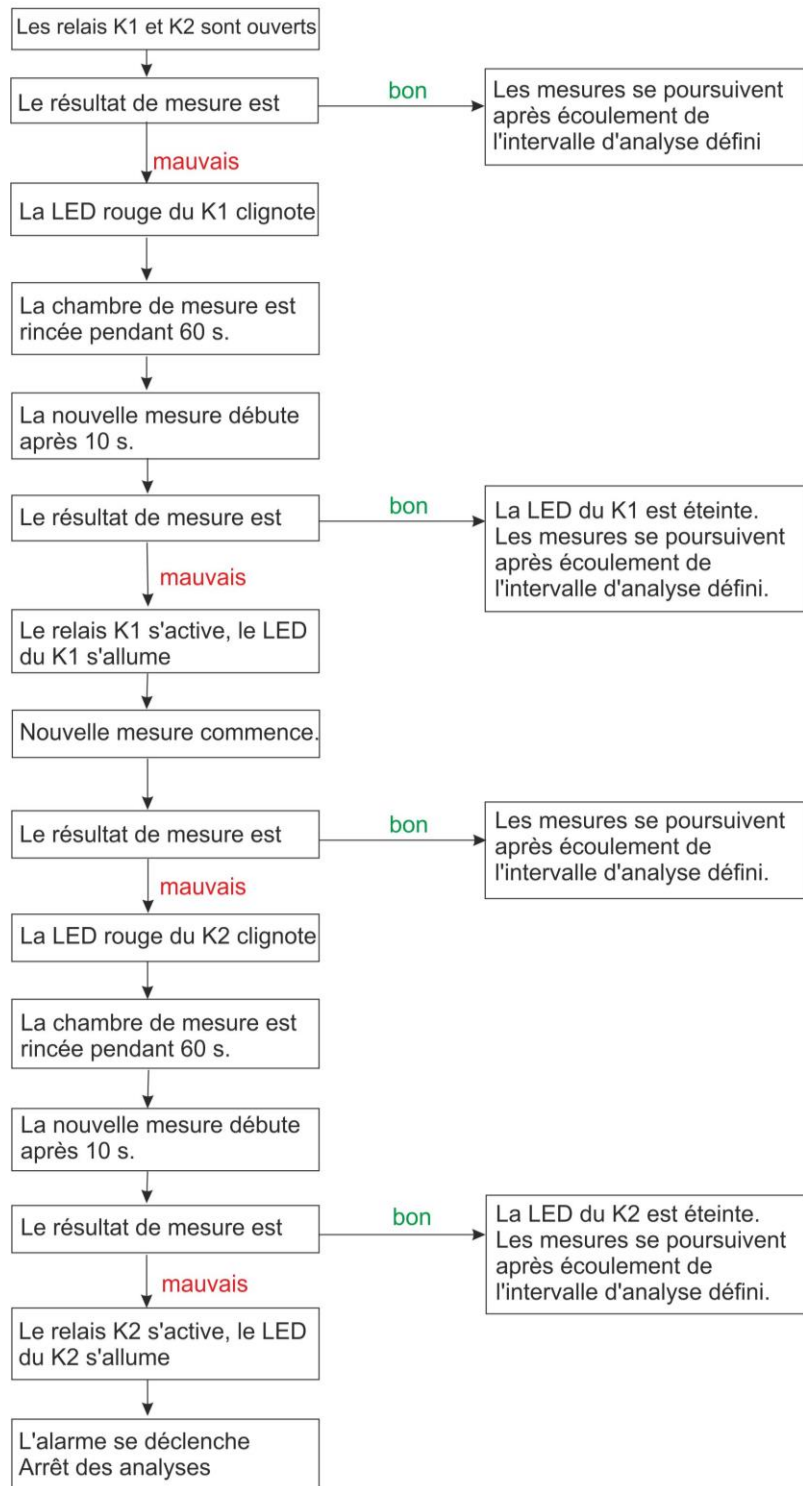 Les relais K1 et K2 sont ouverts
Le résultat de mesure est
bon
Les mesures se poursuivent
après écoulement de
l'intervalle d'analyse défini
mauvais
La LED rouge du K1 clignote
La chambre de mesure est
rincée pendant 60 s.
La nouvelle mesure débute
après 10 s.
Le résultat de mesure est
bon
La LED du K1 est éteinte.
Les mesures se poursuivent
après écoulement de
l'intervalle d'analyse défini.
mauvais
Le relais K1 s'active, le LED
du K1 s'allume
Nouvelle mesure commence.
Le résultat de mesure est
bon
Les mesures se poursuivent
après écoulement de
l'intervalle d'analyse défini.
mauvais
La LED rouge du K2 clignote
La chambre de mesure est
rincée pendant 60 s.
La nouvelle mesure débute
après 10 s.
Le résultat de mesure est
bon
La LED du K2 est éteinte.
Les mesures se poursuivent
après écoulement de
l'intervalle d'analyse défini.
mauvais
Le relais K2 s'active, le LED
du K2 s'allume
L'alarme se déclenche
Arrêt des analyses